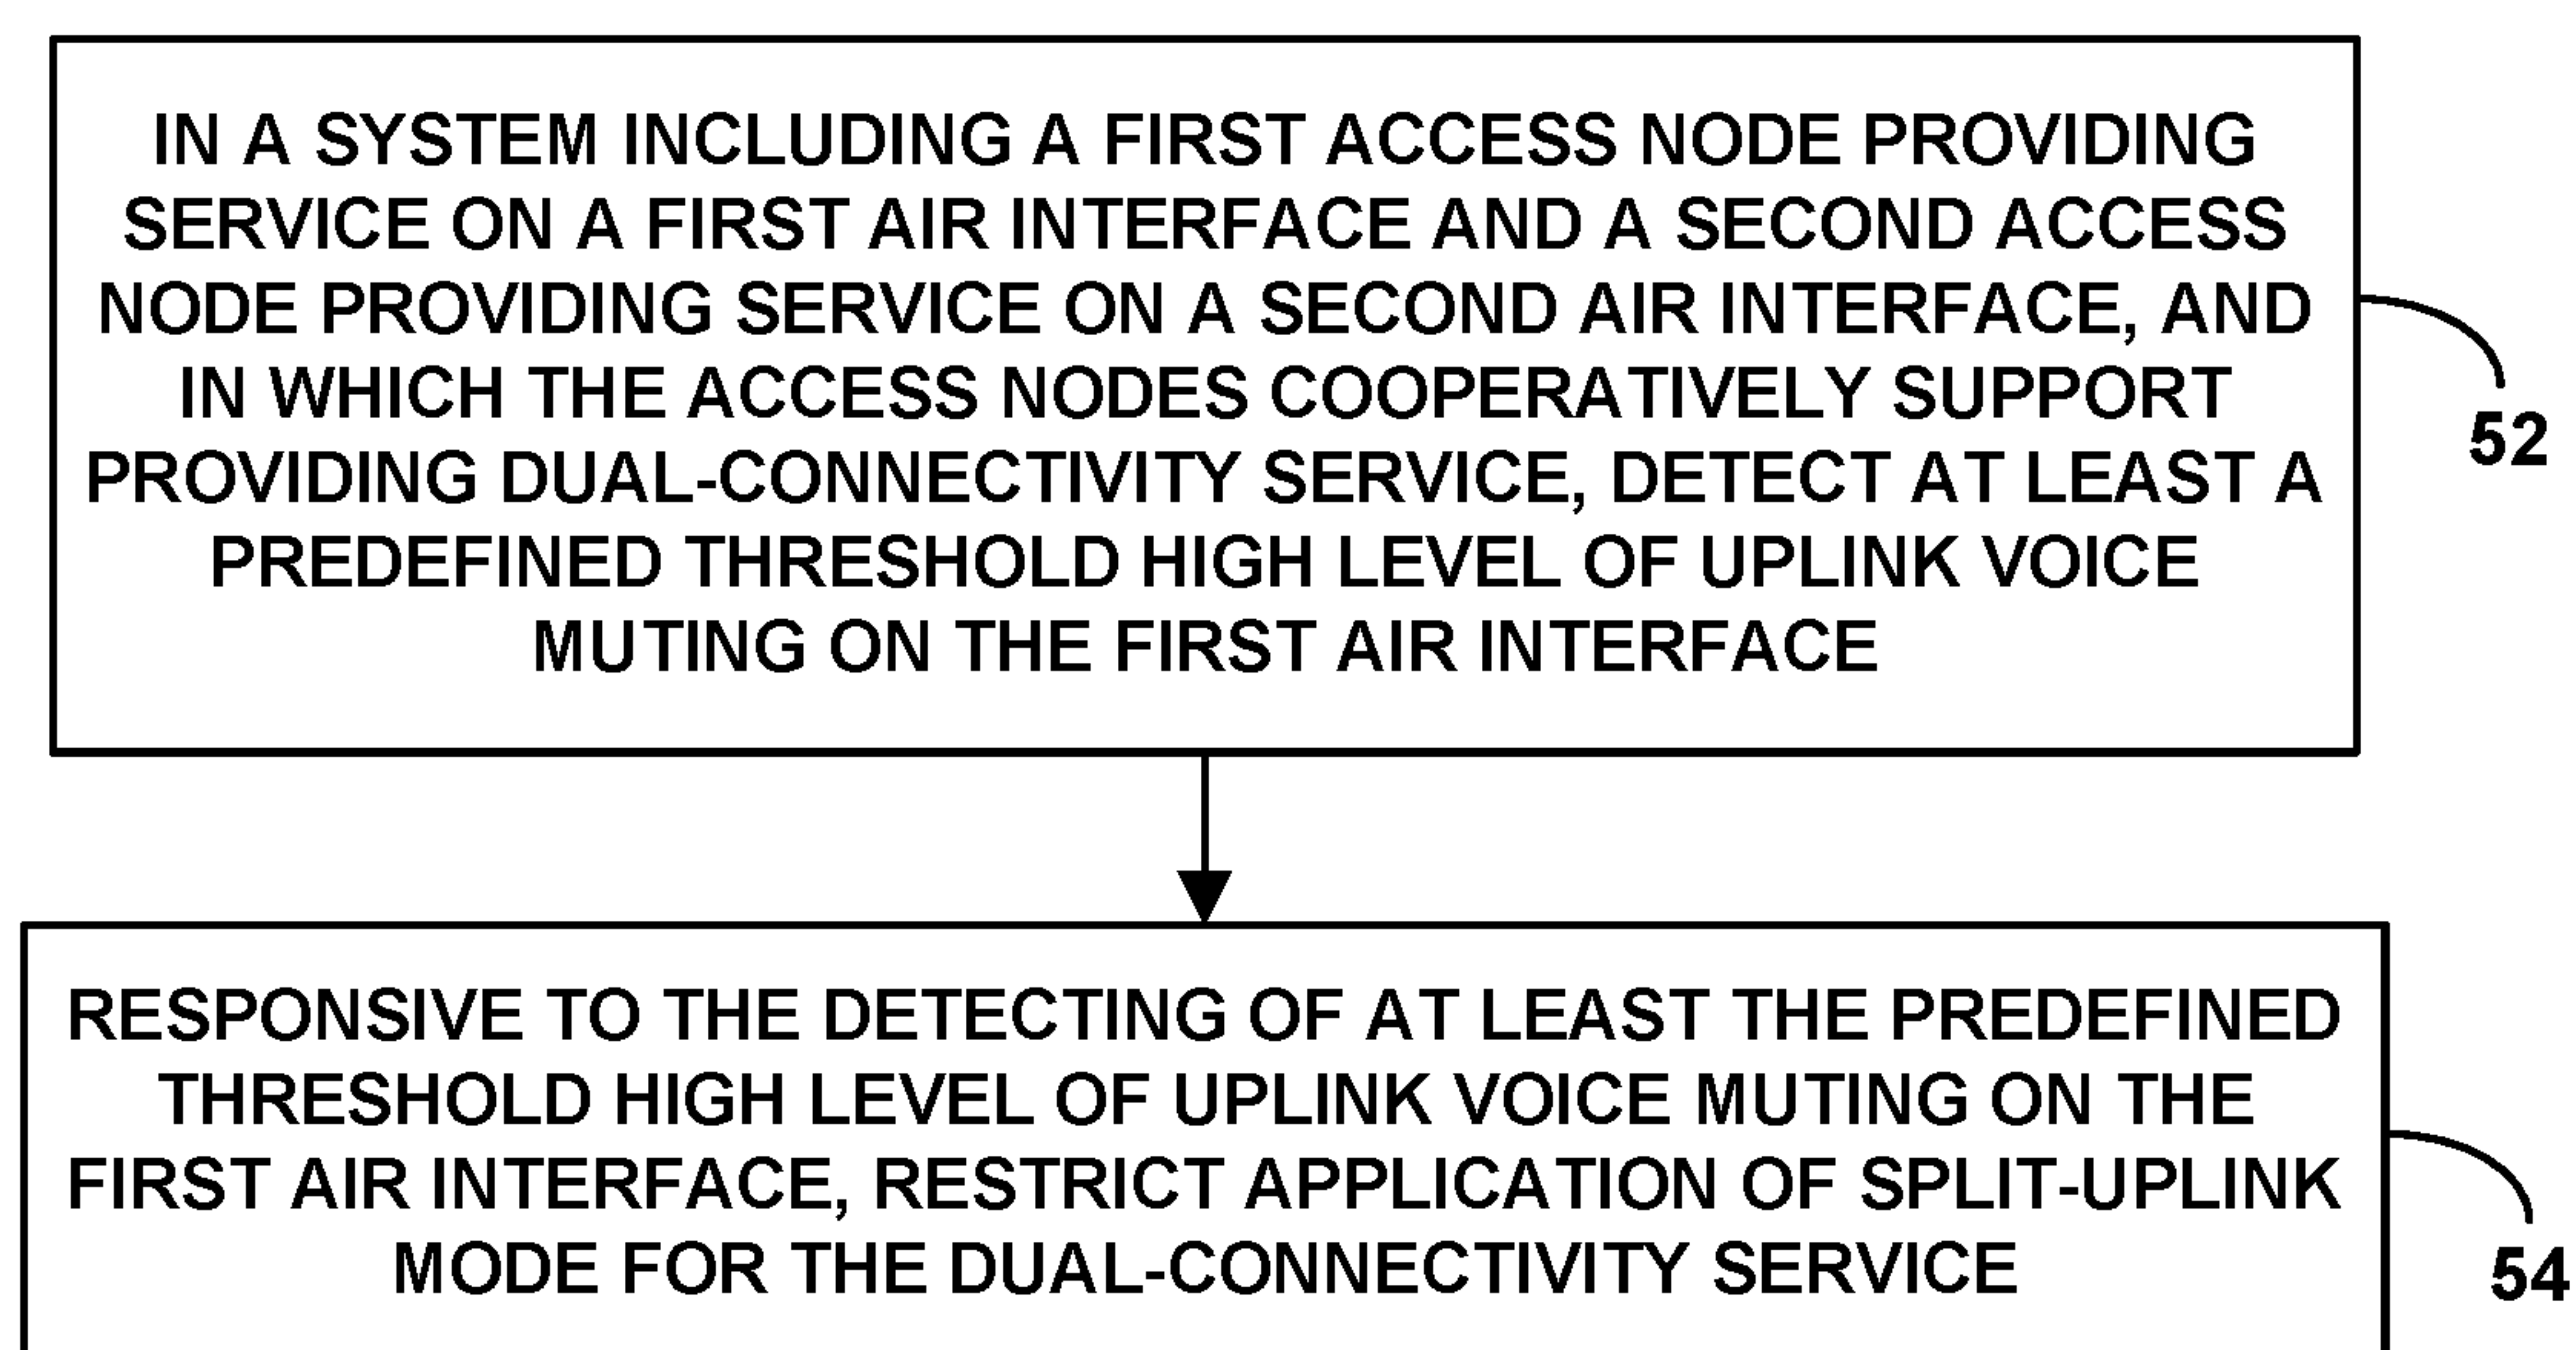 IN A SYSTEM INCLUDING A FIRST ACCESS NODE PROVIDING
SERVICE ON A FIRST AIR INTERFACE AND A SECOND ACCESS
NODE PROVIDING SERVICE ON A SECOND AIR INTERFACE, AND
IN WHICH THE ACCESS NODES COOPERATIVELY SUPPORT
PROVIDING DUAL-CONNECTIVITY SERVICE, DETECT AT LEAST A
PREDEFINED THRESHOLD HIGH LEVEL OF UPLINK VOICE
MUTING ON THE FIRST AIR INTERFACE
52
RESPONSIVE TO THE DETECTING OF AT LEAST THE PREDEFINED
THRESHOLD HIGH LEVEL OF UPLINK VOICE MUTING ON THE
FIRST AIR INTERFACE, RESTRICT APPLICATION OF SPLIT-UPLINK
MODE FOR THE DUAL-CONNECTIVITY SERVICE
54